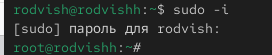 rodvish@rodvishh:~$ sudo -i
[sudo] пароль для rodvish:
root@rodvishh:~#